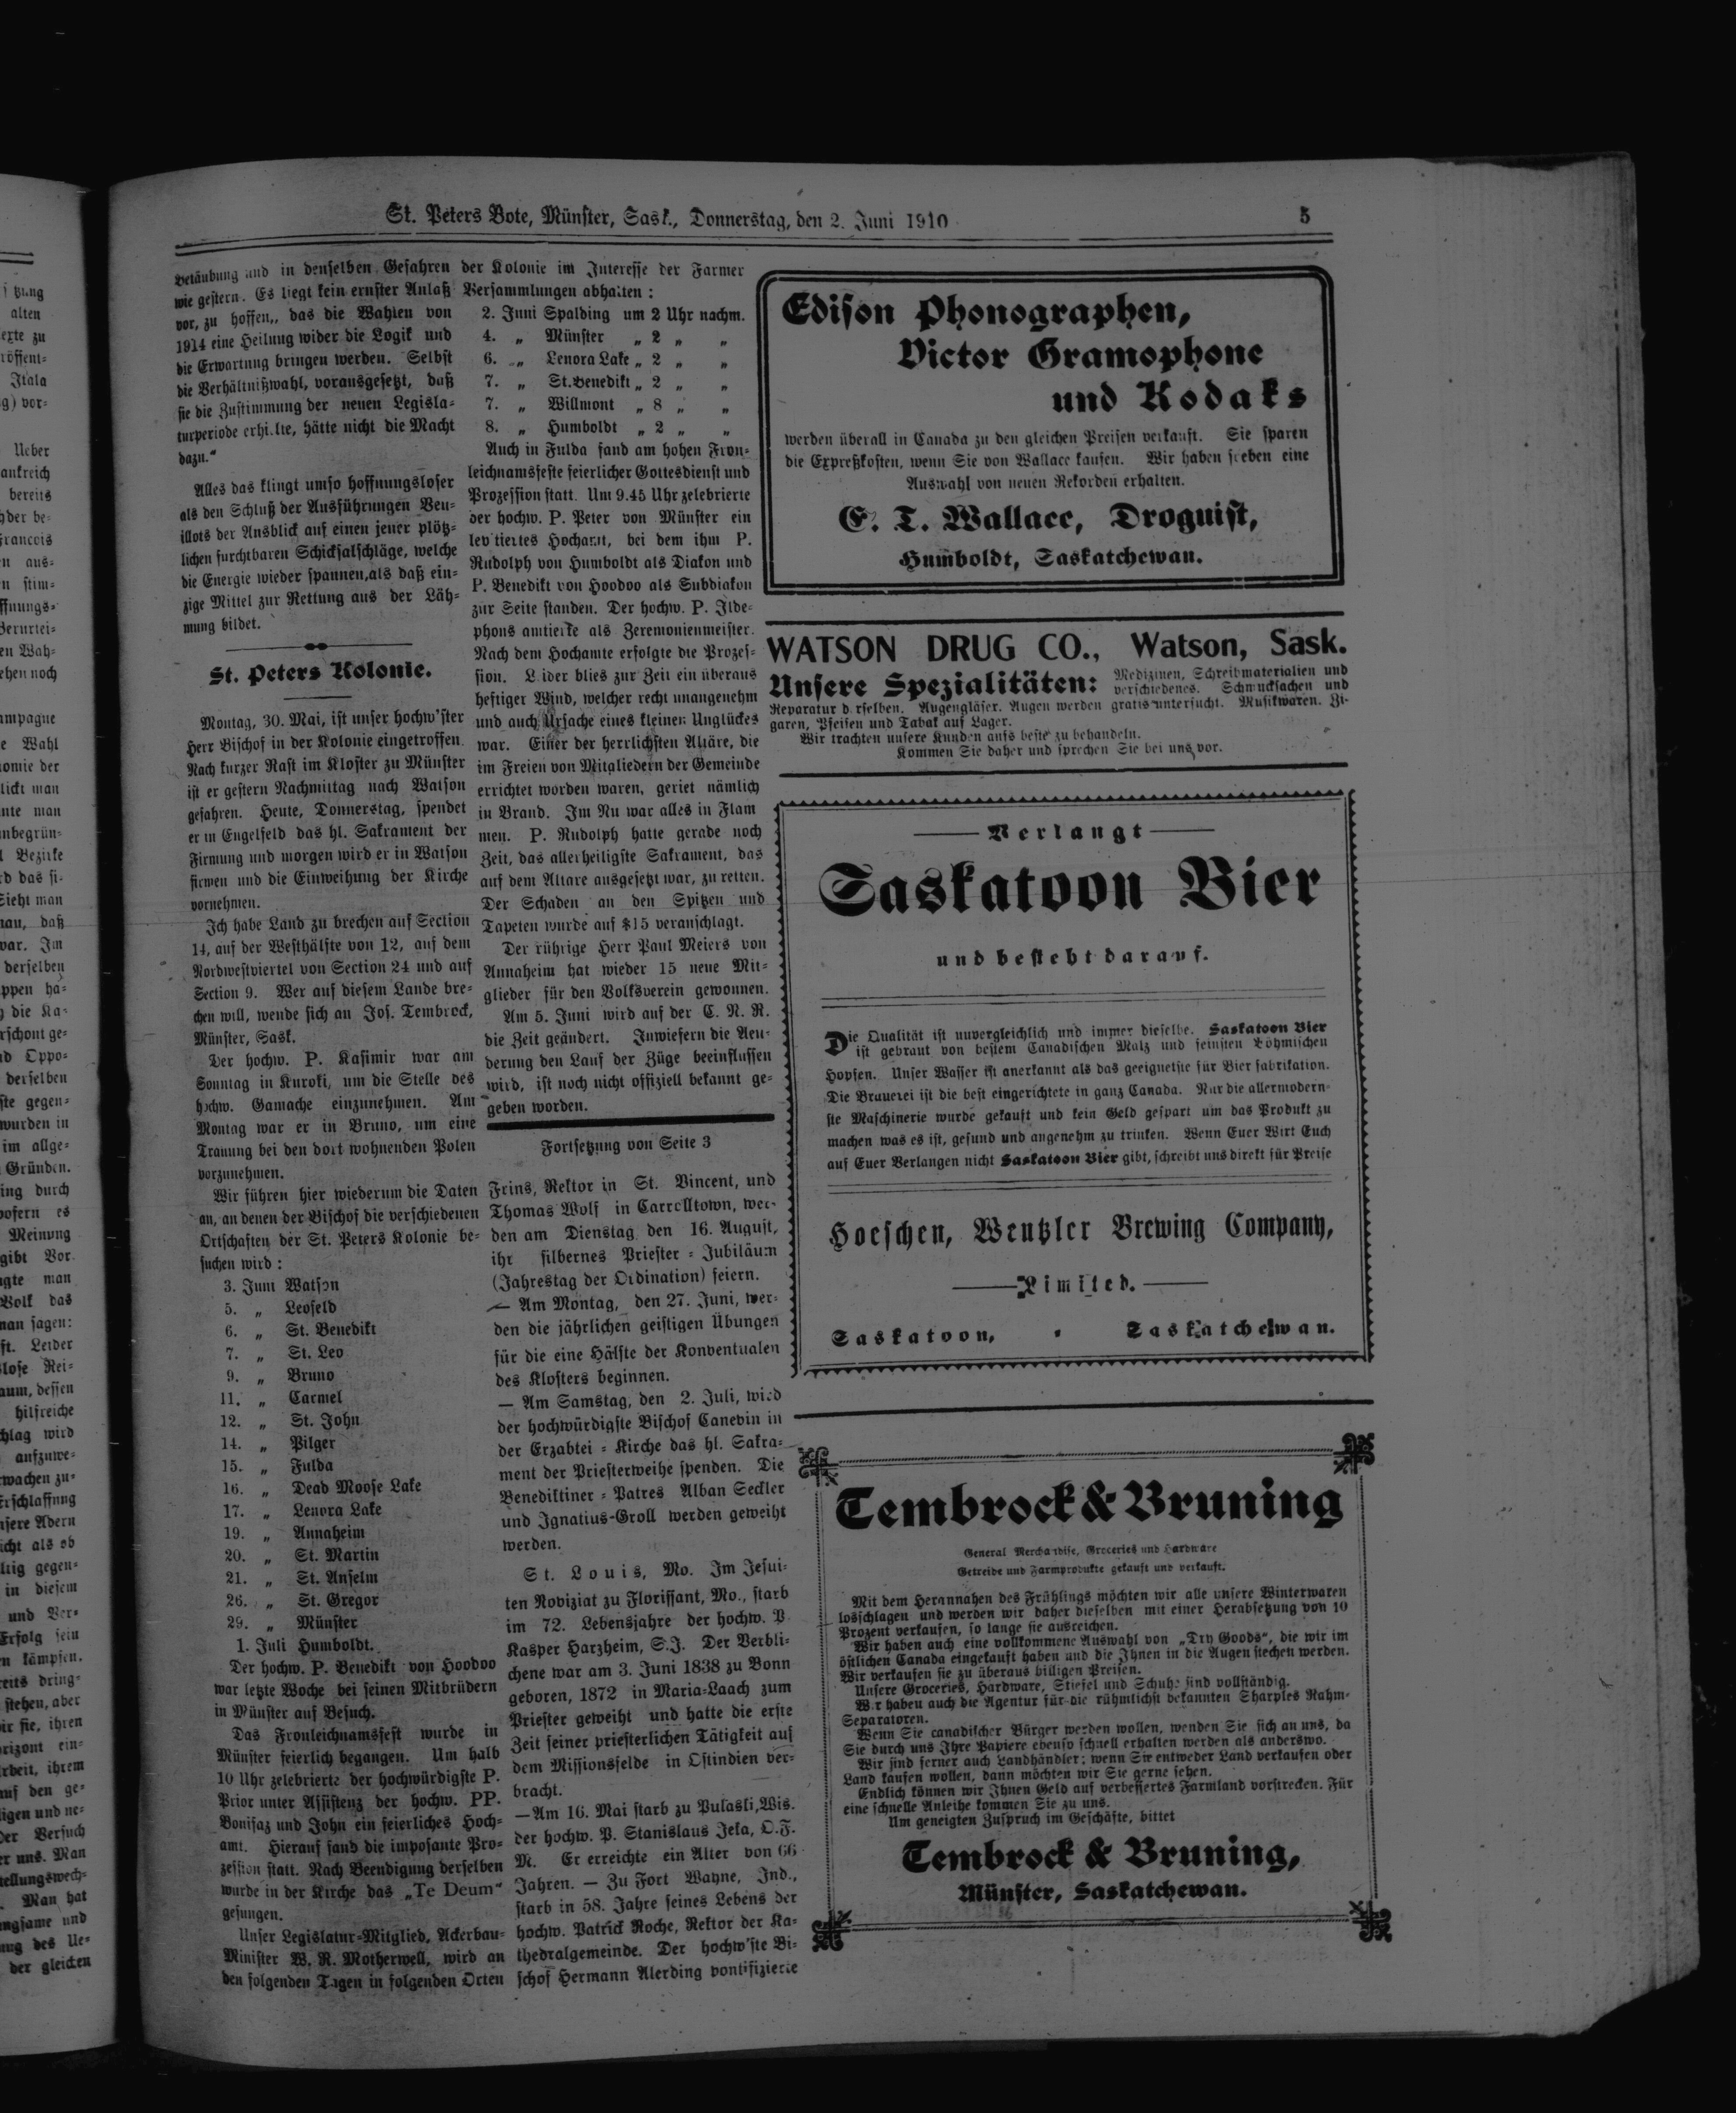 St. Peters Bote, Münster, Sask., Donnerstag, den 2. Juni 1910
5
Betäubung und in denselben Gefahren
wie gestern. Es liegt kein ernster Anlaß
vor, zu hoffen,, das die Wahlen von
1914 eine Heilung wider die Logik und
die Erwartung bringen werden. Selbst
die Verhältnißwahl, vorausgesetzt, daß
sie die Zustimmung der neuen Legisla-
turperiode erhielte, hätte nicht die Macht
dazu."
Alles das klingt umso hoffnungsloser
als den Schluß der Ausführungen Veu-
illots der Ausblick auf einen jener plötz-
lichen furchtbaren Schicksalschläge, welche
die Energie wieder spannen,als daß ein-
zige Mittel zur Rettung aus der Läh-
mung bildet.
St. Peters Kolonie.
Montag, 30. Mai, ist unser hochw'ster
Herr Bischof in der Kolonie eingetroffen.
Nach kurzer Rast im Kloster zu Münster
ist er gestern Nachmittag nach Watson
gefahren. Heute, Donnerstag, spendet
er in Engelfeld das hl. Sakrament der
Firmung und morgen wird er in Watson
firmen und die Einweihung der Kirche
vornehmen.
Ich habe Land zu brechen auf Section
14, auf der Westhälfte von 12, auf dem
Nordwestviertel von Section 24 und auf
Section 9. Wer auf diesem Lande bre-
chen will, wende sich an Jos. Tembrock,
Münster, Sask.
Der hochw. P. Kasimir war am
Sonntag in Kuroki, um die Stelle des
hochw. Gamache einzunehmen. Am
Montag war er in Bruno, um eine
Trauung bei den dort wohnenden Polen
vorzunehmen.
Wir führen hier wiederum die Daten
an, an denen der Bischof die verschiedenen
Ortschaften der St. Peters Kolonie be-
suchen wird :
3. Juni Watson
5. „ Leofeld
6. „ St. Benedikt
7. „ St. Leo
9. „ Bruno
11. „ Carmel
12. „ St. John
14. „ Pilger
15. „ Fulda
16. „ Dead Moose Lake
17. „ Lenora Lake
19. „ Annaheim
20. „ St. Martin
21. „ St. Anselm
26. „ St. Gregor
29. „ Münster
1. Juli Humboldt.
Der hochw. P. Benedikt von Hoodoo
war letzte Woche bei seinen Mitbrüdern
in Münster auf Besuch.
Das Fronleichnamsfest wurde in
Münster feierlich begangen. Um halb
10 Uhr zelebrierte der hochwürdigste P.
Prior unter Assistenz der hochw. PP.
Bonifaz und John ein feierliches Hoch-
amt. Hierauf fand die imposante Pro-
zession statt. Nach Beendigung derselben
wurde in der Kirche das „Te Deum"
gesungen.
Unser Legislatur-Mitglied, Ackerbau-
Minister W. R. Motherwell, wird an
den folgenden Tagen in folgenden Orten
der Kolonie im Interesse der Farmer
Versammlungen abhalten :
2. Juni Spalding um 2 Uhr nachm.
4. „ Münster „ 2 „ „
6. „ Lenora Lake „ 2 „ „
7. „ St.Benedikt „ 2 „ „
7. „ Willmont „ 8 „ „
8. „ Humboldt „ 2 „ „
Auch in Fulda fand am hohen Fron-
leichnamsfeste feierlicher Gottesdienst und
Prozession statt. Um 9.45 Uhr zelebrierte
der hochw. P. Peter von Münster ein
levitiertes Hochamt, bei dem ihm P.
Rudolph von Humboldt als Diakon und
P. Benedikt von Hoodoo als Subdiakon
zur Seite standen. Der hochw. P. Ilde-
phons amtierte als Zeremonienmeister.
Nach dem Hochamte erfolgte die Prozes-
sion. Leider blies zur Zeit ein überaus
heftiger Wind, welcher recht unangenehm
und auch Ursache eines kleinen Unglückes
war. Einer der herrlichsten Altäre, die
im Freien von Mitgliedern der Gemeinde
errichtet worden waren, geriet nämlich
in Brand. Im Nu war alles in Flam
men. P. Rudolph hatte gerade noch
Zeit, das allerheiligste Sakrament, das
auf dem Altare ausgesetzt war, zu retten.
Der Schaden an den Spitzen und
Tapeten wurde auf $15 veranschlagt.
Der rührige Herr Paul Meiers von
Annaheim hat wieder 15 neue Mit-
glieder für den Volksverein gewonnen.
Am 5. Juni wird auf der C. N. R.
die Zeit geändert. Inwiefern die Aen-
derung den Lauf der Züge beeinflussen
wird, ist noch nicht offiziell bekannt ge-
geben worden.
Fortsetzung von Seite 3
Frins, Rektor in St. Vincent, und
Thomas Wolf in Carrolltown, wer-
den am Dienstag den 16. August,
ihr silbernes Priester - Jubiläum
(Jahrestag der Ordination) feiern.
— Am Montag, den 27. Juni, wer-
den die jährlichen geistigen Übungen
für die eine Hälfte der Konventualen
des Klosters beginnen.
— Am Samstag, den 2. Juli, wird
der hochwürdigste Bischof Canevin in
der Erzabtei - Kirche das hl. Sakra-
ment der Priesterweihe spenden. Die
Benediktiner - Patres Alban Seckler
und Ignatius-Groll werden geweiht
werden.
St. Louis, Mo. Im Jesui-
ten Noviziat zu Florissant, Mo., starb
im 72. Lebensjahre der hochw. P.
Kasper Harzheim, S.J. Der Verbli-
chene war am 3. Juni 1838 zu Bonn
geboren, 1872 in Maria-Laach zum
Priester geweiht und hatte die erste
Zeit seiner priesterlichen Tätigkeit auf
dem Missionsfelde in Ostindien ver-
bracht.
—Am 16. Mai starb zu Pulaski,Wis.
der hochw. P. Stanislaus Jeka, O.F.
M. Er erreichte ein Alter von 66
Jahren. — Zu Fort Wayne, Ind.,
starb in 58. Jahre seines Lebens der
hochw. Patrick Roche, Rektor der Ka-
thedralgemeinde. Der hochw'ste Bi-
schof Hermann Alerding pontifizierte
Edison Phonographen,
Victor Gramophone
und Kodaks
werden überall in Canada zu den gleichen Preisen verkauft. Sie sparen
die Expreßkosten, wenn Sie von Wallace kaufen. Wir haben soeben eine
Auswahl von neuen Rekorden erhalten.
E. T. Wallace, Droguist,
Humboldt, Saskatchewan.
WATSON DRUG CO., Watson, Sask.
Unsere Spezialitäten: Medizinen, Schreibmaterialien und
verschiedenes. Schmucksachen und
Reparatur derselben. Augengläser. Augen werden gratis untersucht. Musikwaren. Zi-
garen, Pfeifen und Tabak auf Lager.
Wir trachten unsere Kunden aufs beste zu behandeln.
Kommen Sie daher und sprechen Sie bei uns vor.
Verlangt
Saskatoon Bier
und besteht darauf.
Die Qualität ist unvergleichlich und immer dieselbe. Saskatoon Bier
ist gebraut von bestem Canadischen Malz und feinsten Böhmischen
Hopfen. Unser Wasser ist anerkannt als das geeignetste für Bier fabrikation.
Die Brauerei ist die best eingerichtete in ganz Canada. Nur die allermodern-
ste Maschinerie wurde gekauft und kein Geld gespart um das Produkt zu
machen was es ist, gesund und angenehm zu trinken. Wenn Euer Wirt Euch
auf Euer Verlangen nicht Saskatoon Bier gibt, schreibt uns direkt für Preise
Hoeschen, Wentzler Brewing Company,
Limited.
Saskatoon, - Saskatchewan.
Tembrock & Bruning
General Merchandise, Groceries und Hardware
Getreide und Farmprodukte gekauft und verkauft.
Mit dem Herannahen des Frühlings möchten wir alle unsere Winterwaren
losschlagen und werden wir daher dieselben mit einer Herabsetzung von 10
Prozent verkaufen, so lange sie ausreichen.
Wir haben auch eine vollkommene Auswahl von „Dry Goods", die wir im
östlichen Canada eingekauft haben und die Ihnen in die Augen stechen werden.
Wir verkaufen sie zu überaus billigen Preisen.
Unsere Groceries, Hardware, Stiefel und Schuhe sind vollständig.
Wir haben auch die Agentur für die rühmlichst bekannten Sharples Rahm-
Separatoren.
Wenn Sie canadischer Bürger werden wollen, wenden Sie sich an uns, da
Sie durch uns Ihre Papiere ebenso schnell erhalten werden als anderswo.
Wir sind ferner auch Landhändler; wenn Sie entweder Land verkaufen oder
Land kaufen wollen, dann möchten wir Sie gerne sehen.
Endlich können wir Ihnen Geld auf verbessertes Farmland vorstrecken. Für
eine schnelle Anleihe kommen Sie zu uns.
Um geneigten Zuspruch im Geschäfte, bittet
Tembrock & Bruning,
Münster, Saskatchewan.